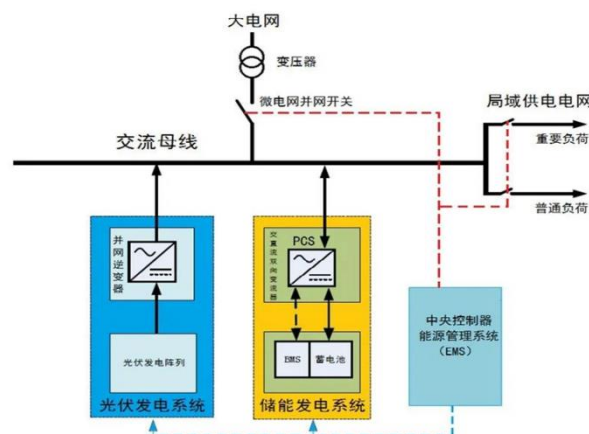 大电网
变压器
微电网并网开关
局域供电电网
交流母线
重要负荷
普通负荷
并网逆变器
交直流双向变流器
PCS
光伏发电阵列
BMS
蓄电池
中央控制器
能源管理系统
（EMS）
光伏发电系统
储能发电系统